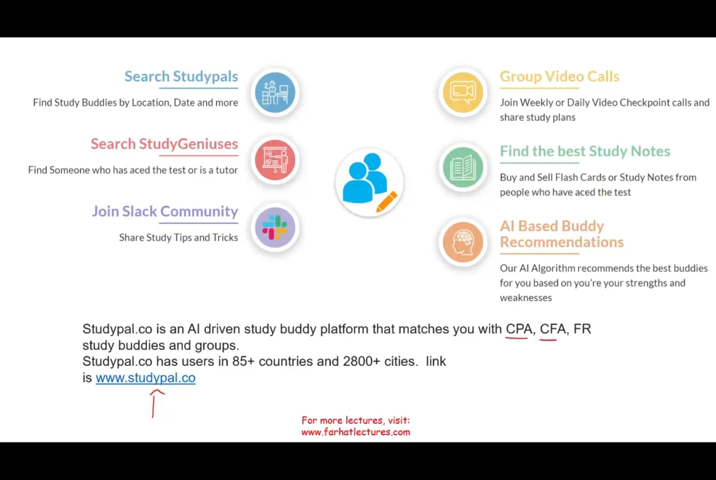 Search Studypals
Find Study Buddies by Location, Date and more
Search StudyGeniuses
Find Someone who has aced the test or is a tutor
Join Slack Community
Share Study Tips and Tricks
Group Video Calls
Join Weekly or Daily Video Checkpoint calls and
share study plans
Find the best Study Notes
Buy and Sell Flash Cards or Study Notes from
people who have aced the test
AI Based Buddy
Recommendations
Our AI Algorithm recommends the best buddies
for you based on you're your strengths and
weaknesses
Studypal.co is an AI driven study buddy platform that matches you with CPA, CFA, FR
study buddies and groups.
Studypal.co has users in 85+ countries and 2800+ cities. link
is www.studypal.co
For more lectures, visit:
www.farhatlectures.com